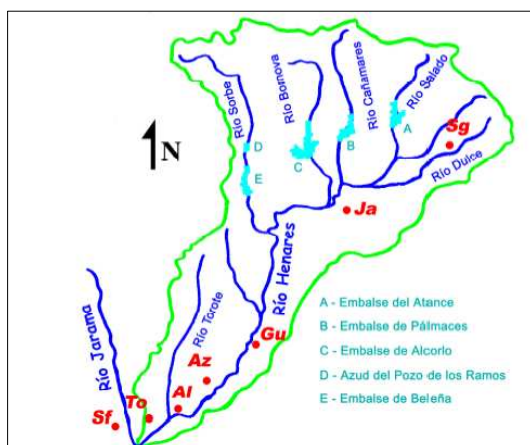 Río Sorbe
Río Bornova
Río Cañamares
Río Salado
Sg
A
D
B
C
E
Río Dulce
N
Ja
Río Henares
Río Jarama
Río Torote
Gu
Az
Al
To
Sf
A - Embalse del Atance
B - Embalse de Pálmaces
C - Embalse de Alcorlo
D - Azud del Pozo de los Ramos
E - Embalse de Beleña